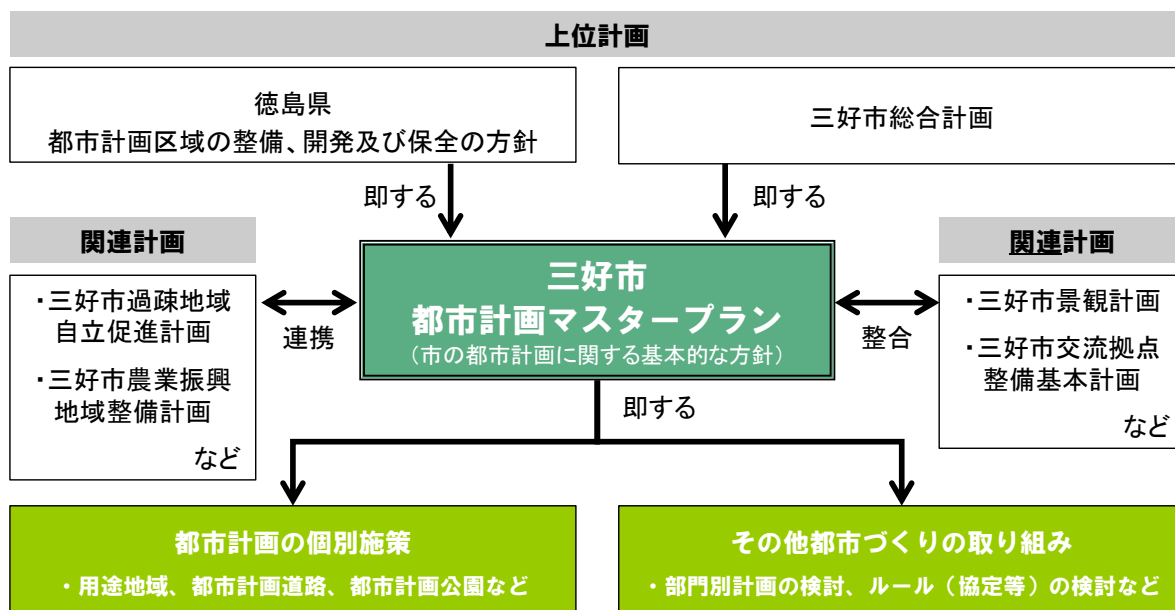 上位計画
徳島県
都市計画区域の整備、開発及び保全の方針
三好市総合計画
即する
即する
関連計画
・三好市過疎地域
自立促進計画
・三好市農業振興
地域整備計画
など
連携
三好市
都市計画マスタープラン
(市の都市計画に関する基本的な方針)
整合
関連計画
・三好市景観計画
・三好市交流拠点
整備基本計画
など
即する
都市計画の個別施策
・用途地域、都市計画道路、都市計画公園など
その他都市づくりの取り組み
・部門別計画の検討、ルール(協定等)の検討など